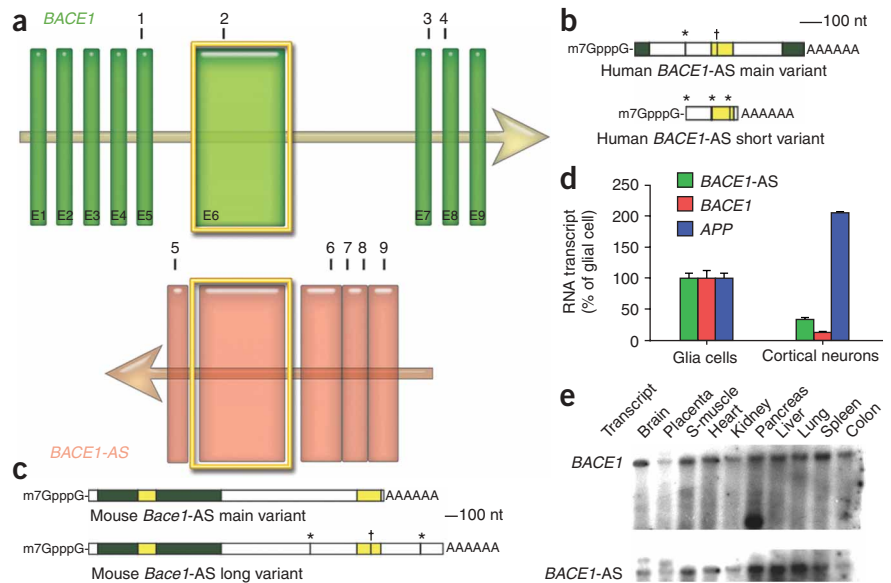 a
BACE1
1
2
3
4
E1 E2 E3 E4 E5 E6 E7 E8 E9
5
6
7
8
9
BACE1-AS
b
100 nt
*
†
m7GpppG- AAAAAA
Human BACE1-AS main variant
* * *
m7GpppG- AAAAAA
Human BACE1-AS short variant
c
m7GpppG- AAAAAA
Mouse Bace1-AS main variant
100 nt
* † *
m7GpppG- AAAAAA
Mouse Bace1-AS long variant
d
BACE1-AS
BACE1
APP
RNA transcript
(% of glial cell)
250
200
150
100
50
0
Glia cells
Cortical neurons
e
Transcript
Brain
Placenta
S-muscle
Heart
Kidney
Pancreas
Liver
Lung
Spleen
Colon
BACE1
BACE1-AS